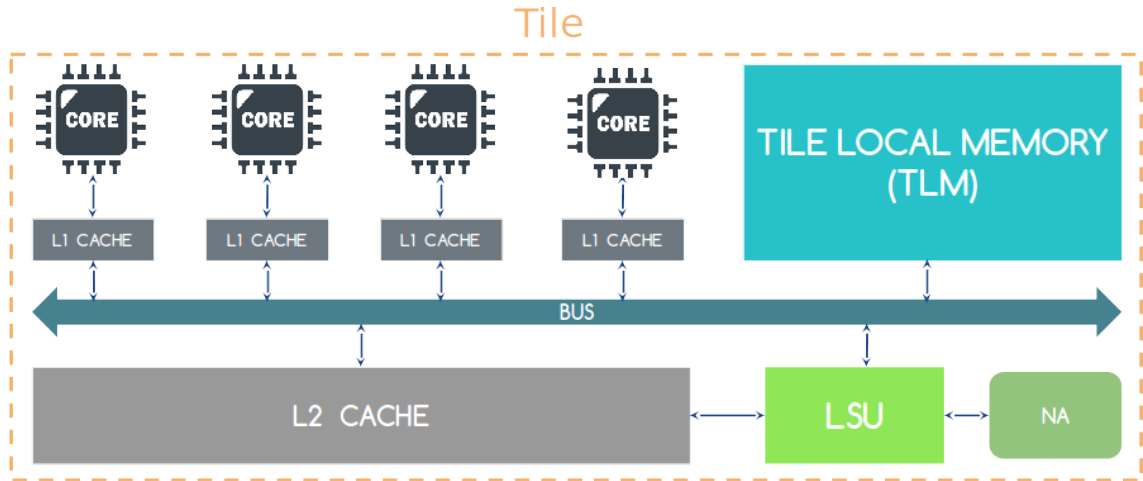 Tile
CORE
CORE
CORE
CORE
TILE LOCAL MEMORY
(TLM)
L1 CACHE
L1 CACHE
L1 CACHE
L1 CACHE
BUS
L2 CACHE
LSU
NA